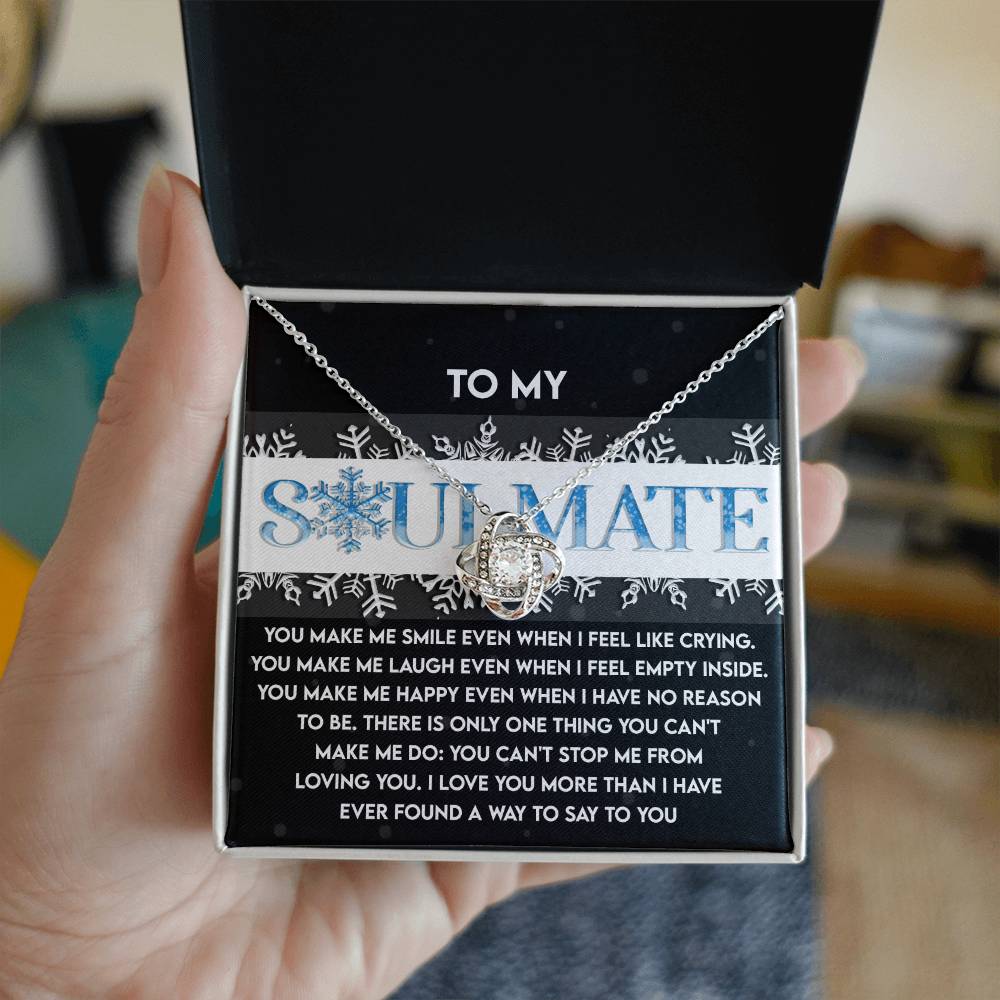 TO MY
SOULMATE
YOU MAKE ME SMILE EVEN WHEN I FEEL LIKE CRYING.
YOU MAKE ME LAUGH EVEN WHEN I FEEL EMPTY INSIDE.
YOU MAKE ME HAPPY EVEN WHEN I HAVE NO REASON
TO BE. THERE IS ONLY ONE THING YOU CAN'T
MAKE ME DO: YOU CAN'T STOP ME FROM
LOVING YOU. I LOVE YOU MORE THAN I HAVE
EVER FOUND A WAY TO SAY TO YOU